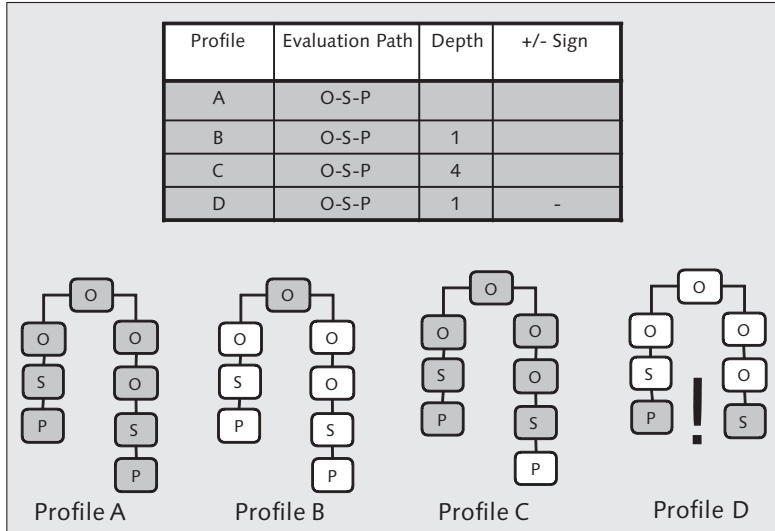 Profile Evaluation Path Depth +/- Sign
A O-S-P
B O-S-P 1
C O-S-P 4
D O-S-P 1 -
O O O O
O O O O O O O O
S O S O S O S O
P S P S P S P S
P P P
!
Profile A Profile B Profile C Profile D